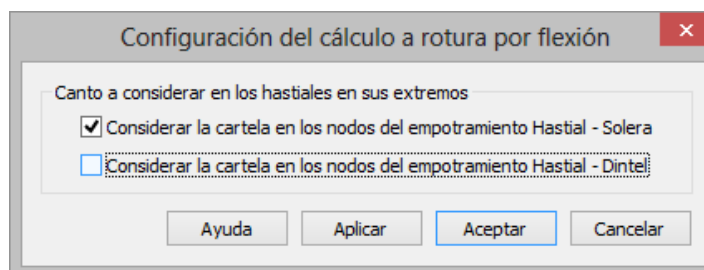 Configuración del cálculo a rotura por flexión
Canto a considerar en los hastiales en sus extremos
Considerar la cartela en los nodos del empotramiento Hastial - Solera
Considerar la cartela en los nodos del empotramiento Hastial - Dintel
Ayuda Aplicar Aceptar Cancelar